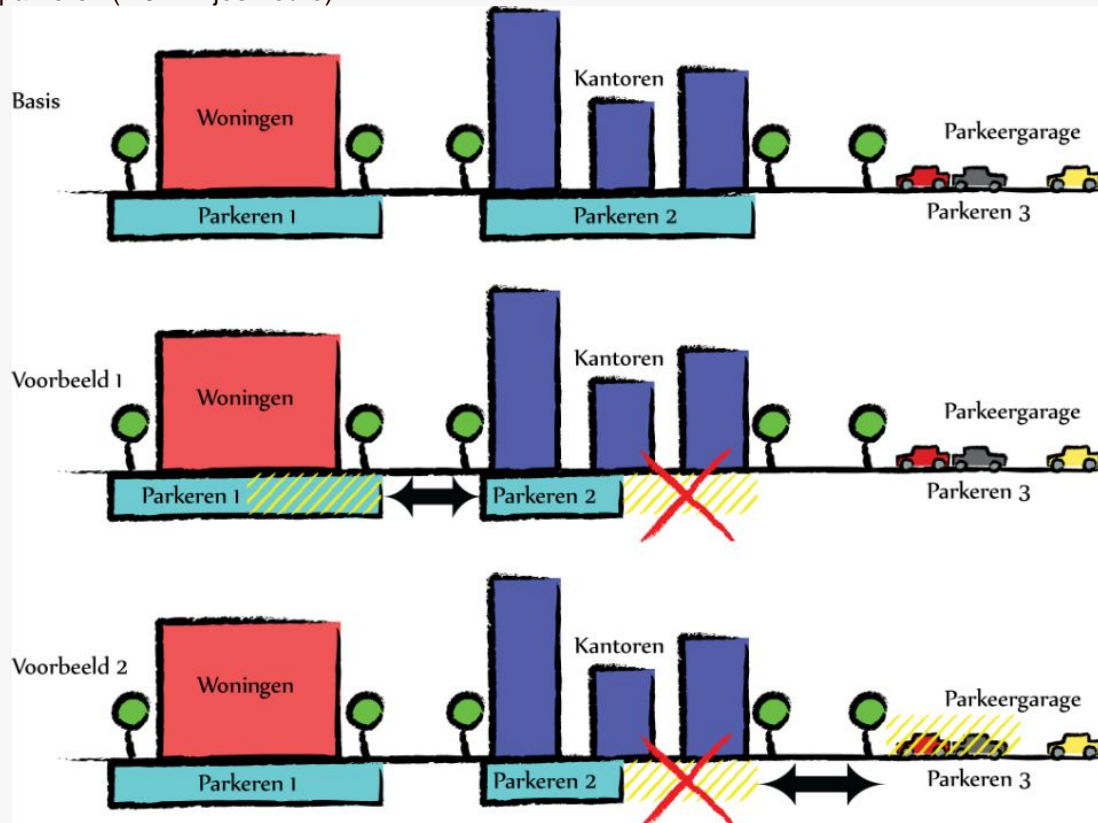 Basis
Woningen
Kantoren
Parkeergarage
Parkeren 1
Parkeren 2
Parkeren 3
Voorbeeld 1
Woningen
Kantoren
Parkeergarage
Parkeren 1
Parkeren 2
Parkeren 3
Voorbeeld 2
Woningen
Kantoren
Parkeergarage
Parkeren 1
Parkeren 2
Parkeren 3